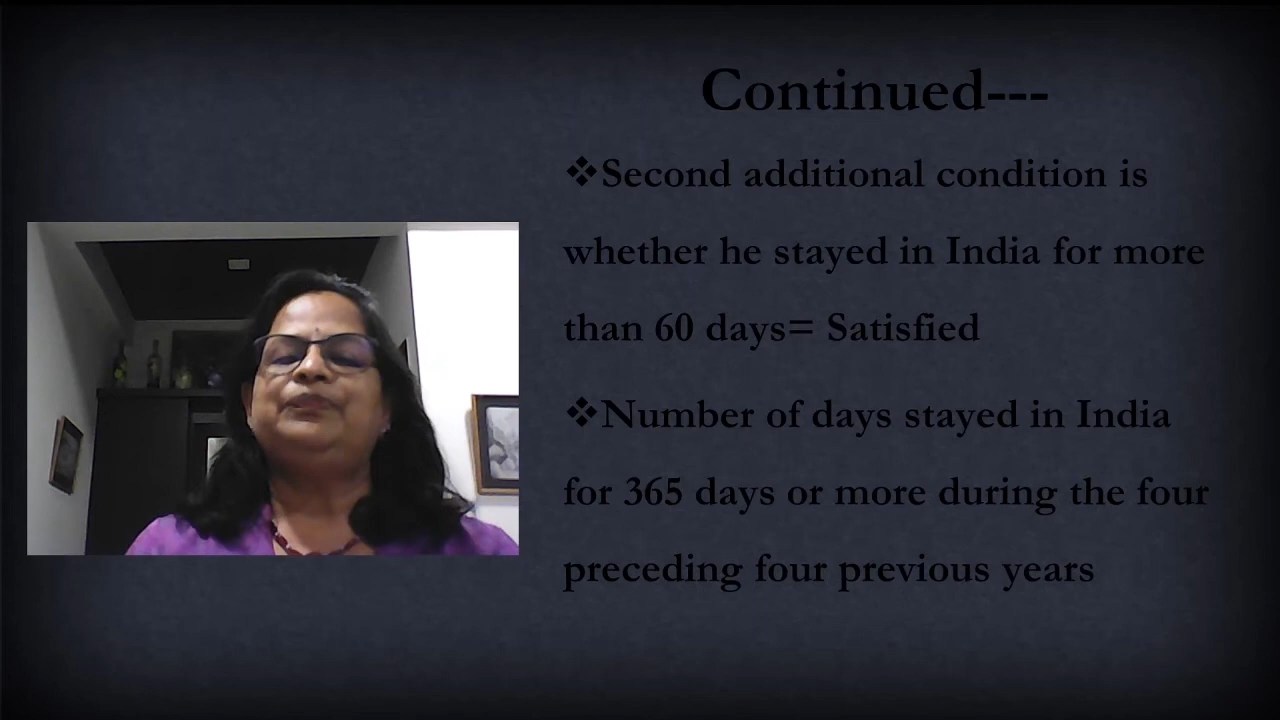 Continued---
❖Second additional condition is
whether he stayed in India for more
than 60 days= Satisfied
❖Number of days stayed in India
for 365 days or more during the four
preceding four previous years